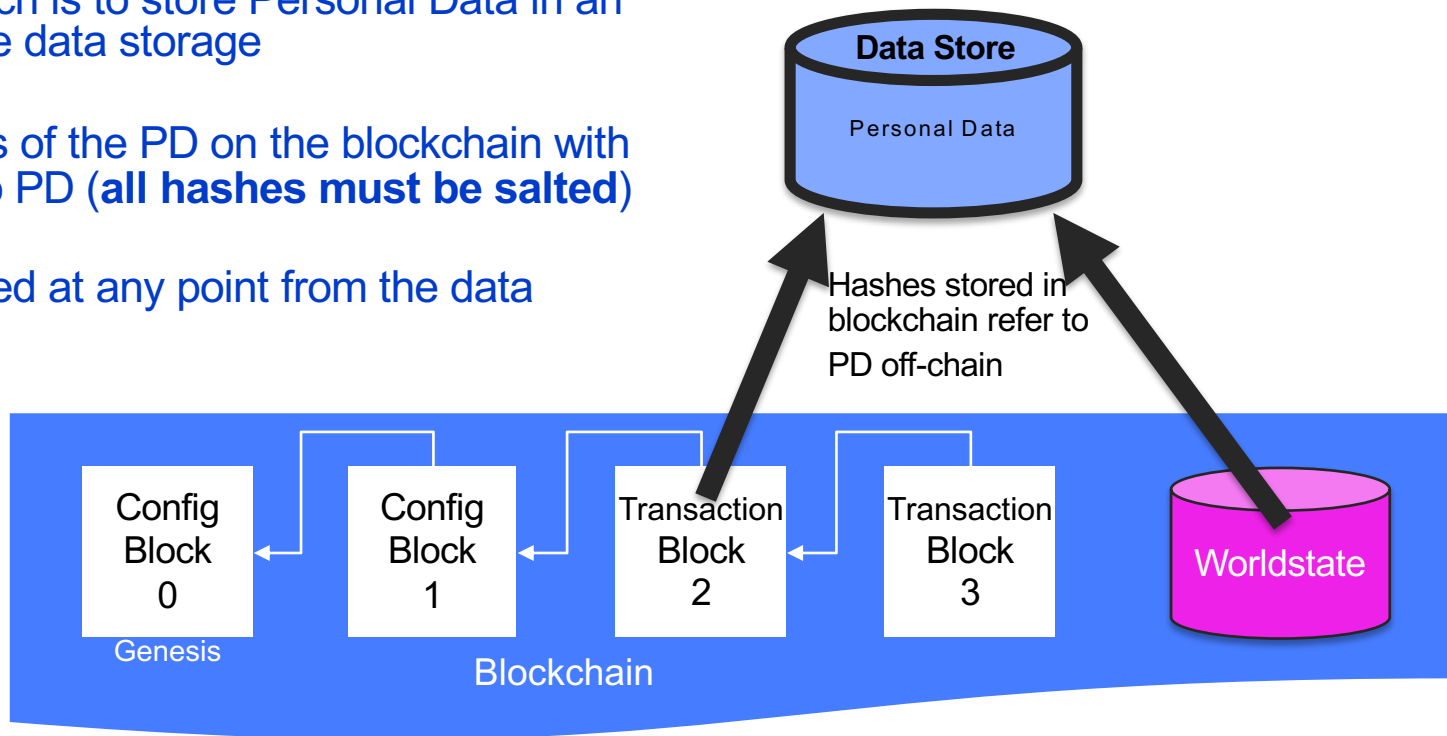 ch is to store Personal Data in an
e data storage
s of the PD on the blockchain with
o PD (all hashes must be salted)
ed at any point from the data
Data Store
Personal Data
Hashes stored in
blockchain refer to
PD off-chain
Config
Block
0
Genesis
Config
Block
1
Transaction
Block
2
Transaction
Block
3
Worldstate
Blockchain